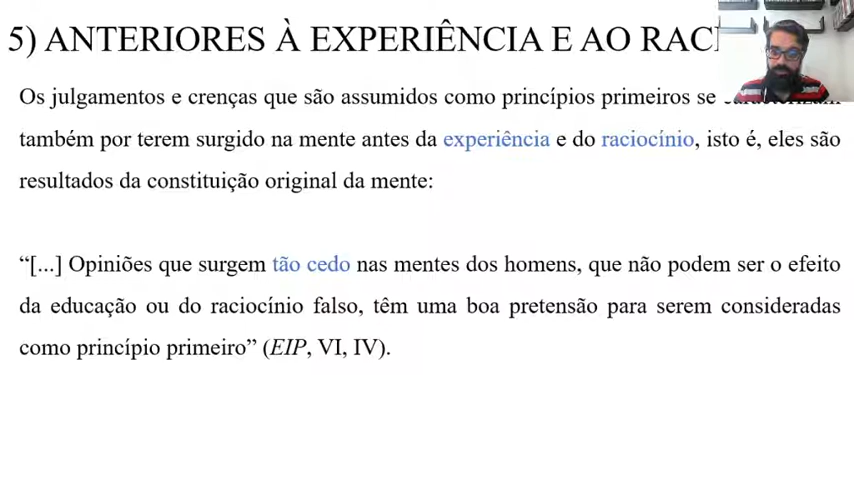 5) ANTERIORES À EXPERIÊNCIA E AO
Os julgamentos e crenças que são assumidos como princípios primeiros se
também por terem surgido na mente antes da experiência e do raciocínio, isto é, eles são
resultados da constituição original da mente:
“[...] Opiniões que surgem tão cedo nas mentes dos homens, que não podem ser o efeito
da educação ou do raciocínio falso, têm uma boa pretensão para serem consideradas
como princípio primeiro” (EIP, VI, IV).